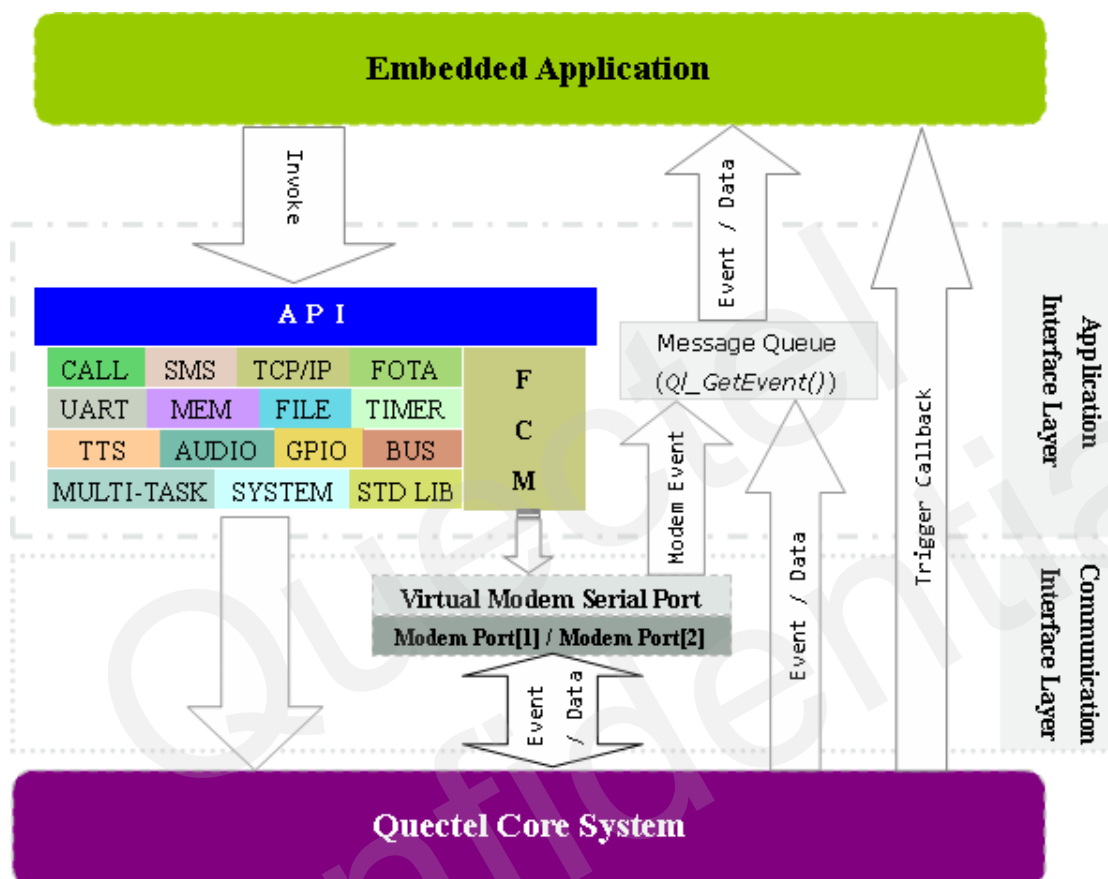 Embedded Application
Invoke
Event / Data
Trigger Callback
API
CALL SMS TCP/IP FOTA
UART MEM FILE TIMER
TTS AUDIO GPIO BUS
MULTI-TASK SYSTEM STD LIB
F
C
M
Message Queue
(Ql_GetEvent())
Modem Event
Event / Data
Application
Interface Layer
Virtual Modem Serial Port
Modem Port[1] / Modem Port[2]
Event
/ Data
Communication
Interface Layer
Quectel Core System
Quectel
Confidential